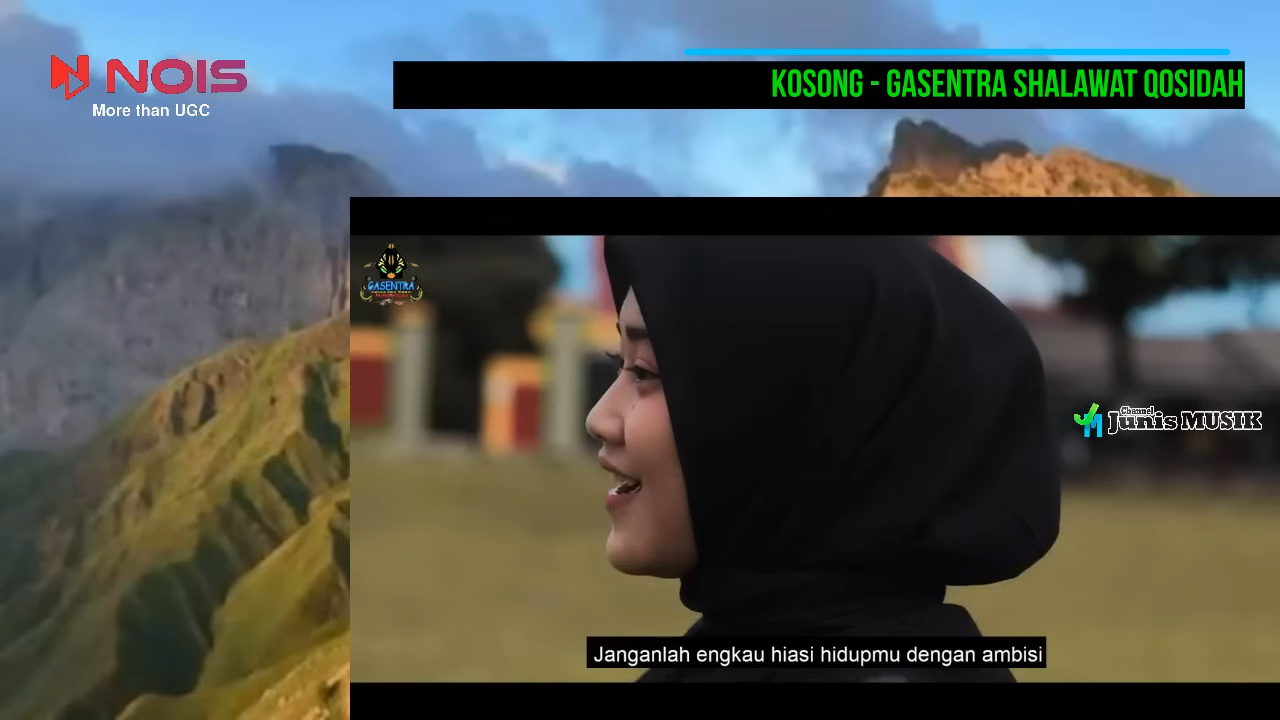 NOIS
More than UGC
KOSONG - GASENTRA SHALAWAT QOSIDAH
GASENTRA
Channel
Junis MUSIK
Janganlah engkau hiasi hidupmu dengan ambisi